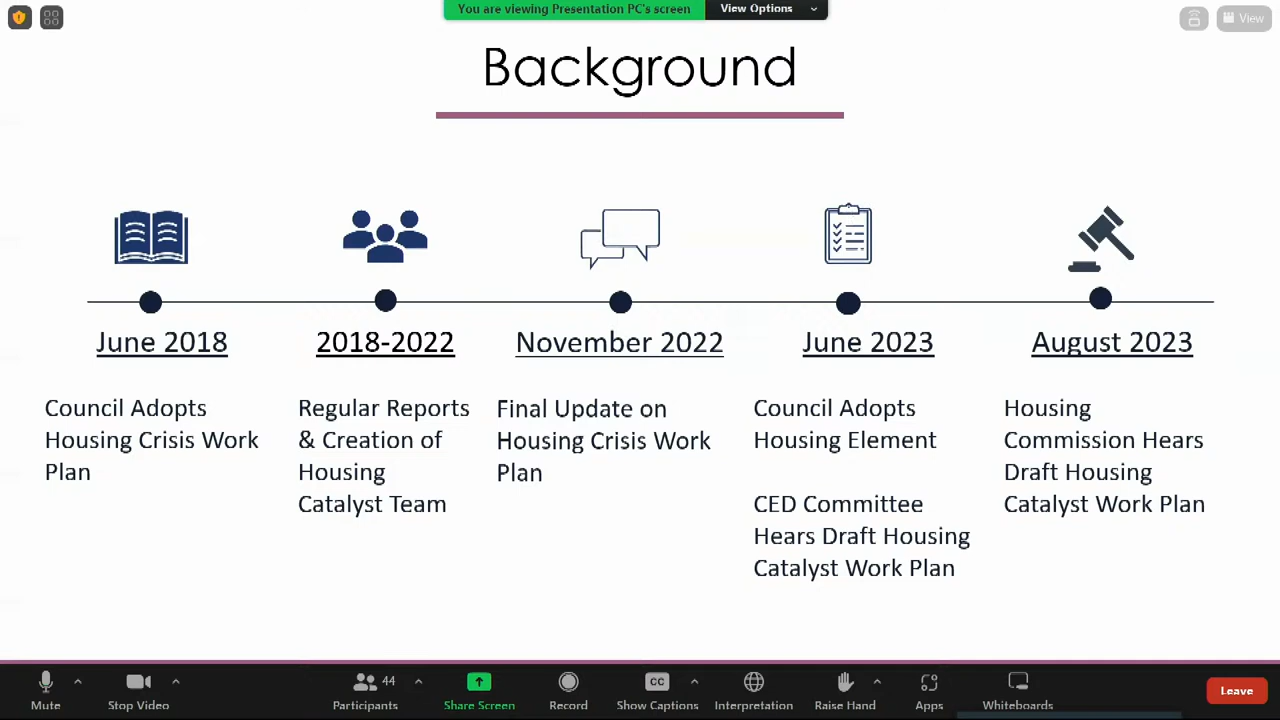 You are viewing Presentation PC's screen
View Options
View
Background
June 2018
Council Adopts
Housing Crisis Work
Plan
2018-2022
Regular Reports
& Creation of
Housing
Catalyst Team
November 2022
Final Update on
Housing Crisis Work
Plan
June 2023
Council Adopts
Housing Element
CED Committee
Hears Draft Housing
Catalyst Work Plan
August 2023
Housing
Commission Hears
Draft Housing
Catalyst Work Plan
Mute
Stop Video
44
Participants
Share Screen
Record
CC
Show Captions
Interpretation
Raise Hand
Apps
Whiteboards
Leave